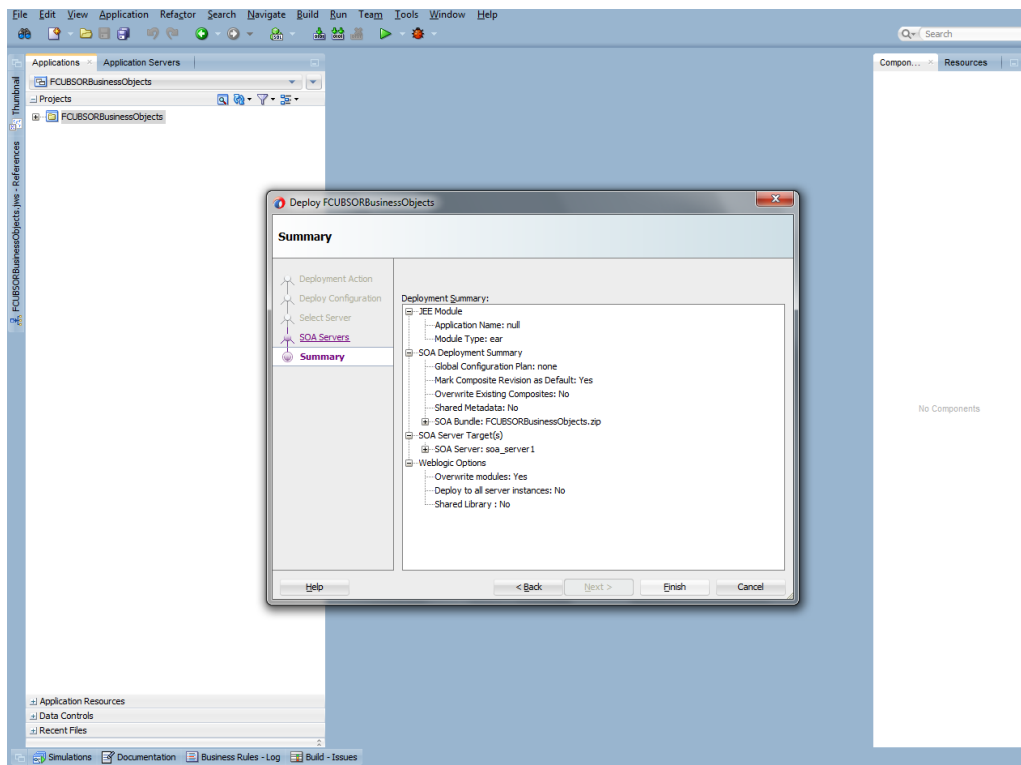 File Edit View Application Refactor Search Navigate Build Run Team Tools Window Help
Search
Applications Application Servers
Compon... Resources
FCUBSORBusinessObjects
Projects
FCUBSORBusinessObjects
Thumbnail
FCUBSORBusinessObjects.jws - References
Deploy FCUBSORBusinessObjects
Summary
Deployment Action
Deploy Configuration
Select Server
SOA Servers
Summary
Deployment Summary:
JEE Module
Application Name: null
Module Type: ear
SOA Deployment Summary
Global Configuration Plan: none
Mark Composite Revision as Default: Yes
Overwrite Existing Composites: No
Shared Metadata: No
SOA Bundle: FCUBSORBusinessObjects.zip
SOA Server Target(s)
SOA Server: soa_server1
Weblogic Options
Overwrite modules: Yes
Deploy to all server instances: No
Shared Library : No
No Components
Help
< Back Next > Finish Cancel
Application Resources
Data Controls
Recent Files
Simulations Documentation Business Rules - Log Build - Issues